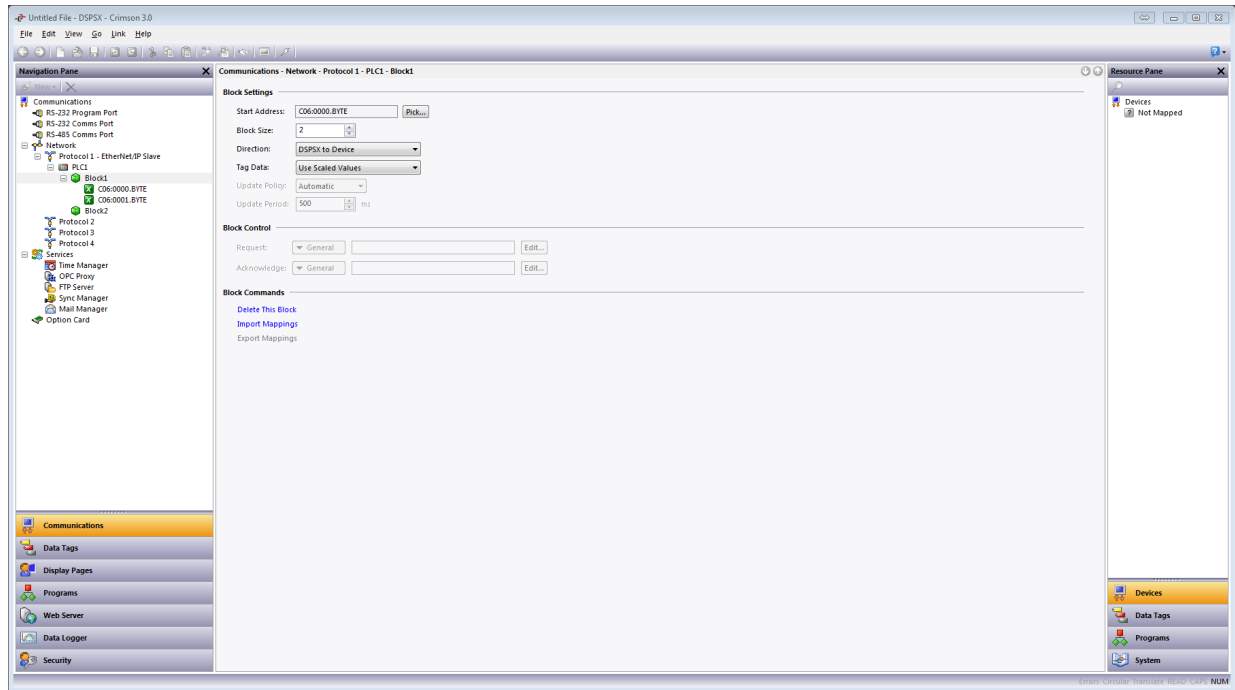 Untitled File - DSPSX - Crimson 3.0
File Edit View Go Link Help
Navigation Pane
New
Communications
RS-232 Program Port
RS-232 Comms Port
RS-485 Comms Port
Network
Protocol 1 - EtherNet/IP Slave
PLC1
Block1
C06:0000.BYTE
C06:0001.BYTE
Block2
Protocol 2
Protocol 3
Protocol 4
Services
Time Manager
OPC Proxy
FTP Server
Sync Manager
Mail Manager
Option Card
Communications
Data Tags
Display Pages
Programs
Web Server
Data Logger
Security
Communications - Network - Protocol 1 - PLC1 - Block1
Block Settings
Start Address: C06:0000.BYTE Pick...
Block Size: 2
Direction: DSPSX to Device
Tag Data: Use Scaled Values
Update Policy: Automatic
Update Period: 500 ms
Block Control
Request: General Edit...
Acknowledge: General Edit...
Block Commands
Delete This Block
Import Mappings
Export Mappings
Resource Pane
Devices
Not Mapped
Devices
Data Tags
Programs
System
Errors Circular Translate READ CAPS NUM